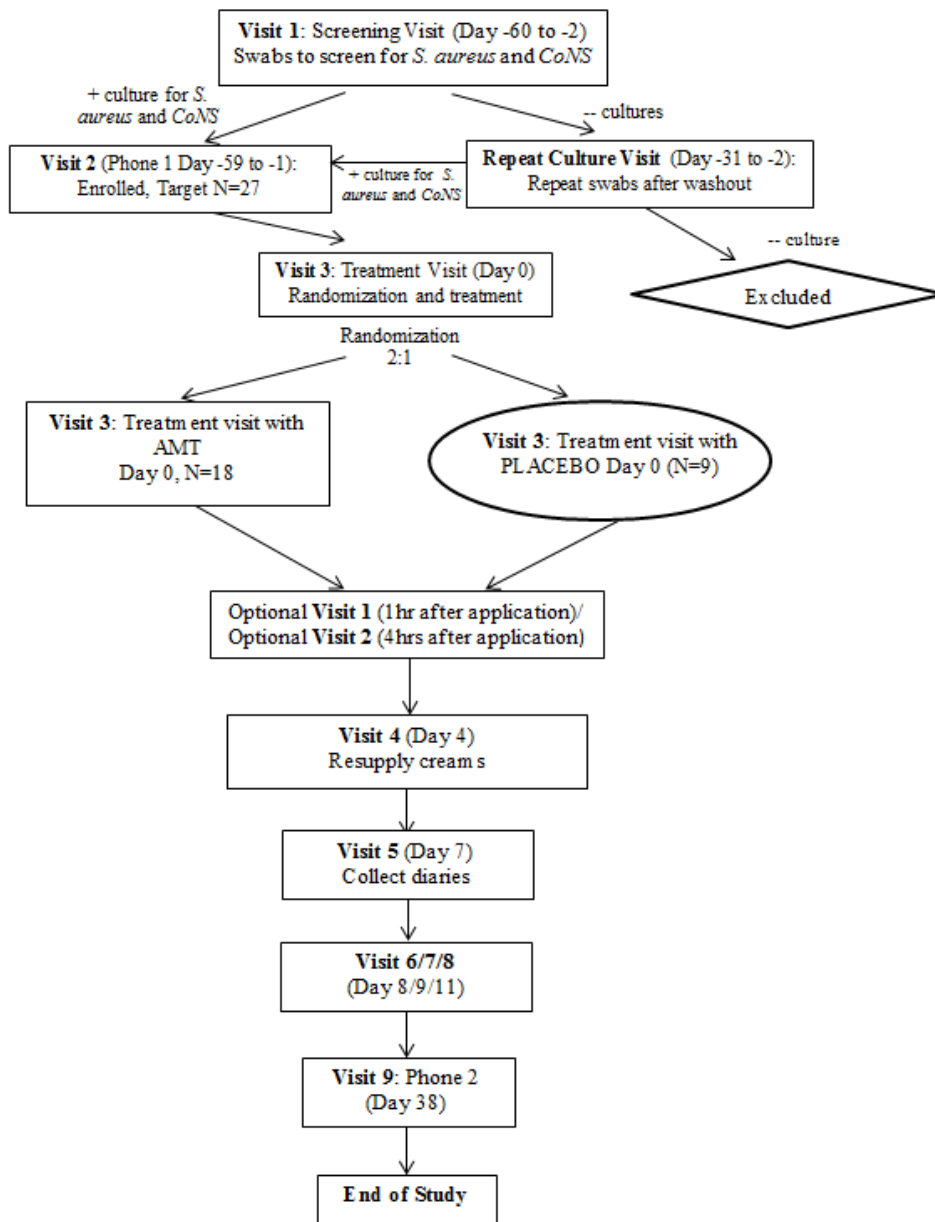 Visit 1: Screening Visit (Day -60 to -2)
Swabs to screen for S. aureus and CoNS
+ culture for S.
aureus and CoNS
-- cultures
Visit 2 (Phone 1 Day -59 to -1):
Enrolled, Target N=27
+ culture for S.
aureus and CoNS
Repeat Culture Visit (Day -31 to -2):
Repeat swabs after washout
-- culture
Excluded
Visit 3: Treatment Visit (Day 0)
Randomization and treatment
Randomization
2:1
Visit 3: Treatment visit with
AMT
Day 0, N=18
Visit 3: Treatment visit with
PLACEBO Day 0 (N=9)
Optional Visit 1 (1hr after application)/
Optional Visit 2 (4hrs after application)
Visit 4 (Day 4)
Resupply creams
Visit 5 (Day 7)
Collect diaries
Visit 6/7/8
(Day 8/9/11)
Visit 9: Phone 2
(Day 38)
End of Study